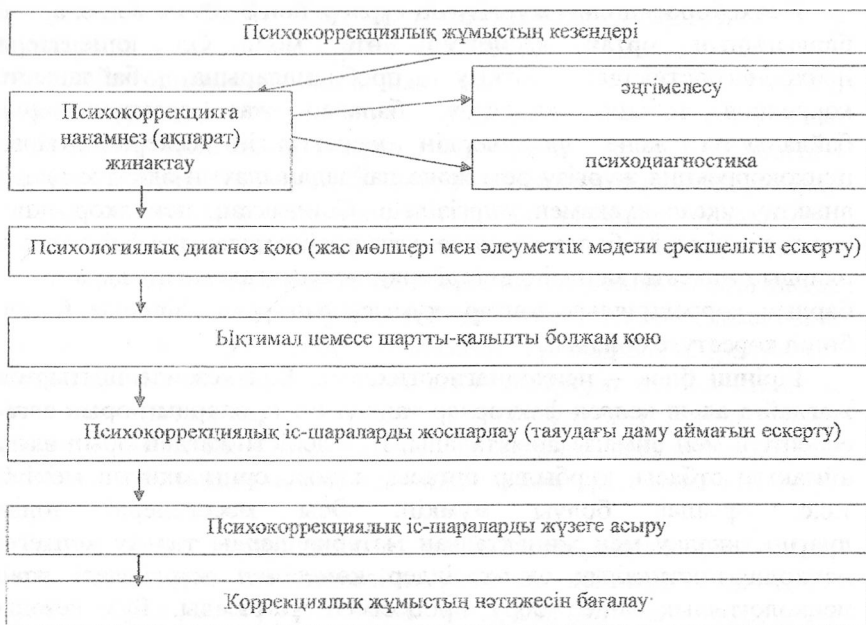 Психокоррекциялық жұмыстың кезеңдері
Психокоррекцияға
нанамнез (ақпарат)
жинақтау
әңгімелесу
психодиагностика
Психологиялық диагноз қою (жас мөлшері мен әлеуметтік мәдени ерекшелігін ескерту)
Ықтимал немесе шартты-қалыпты болжам қою
Психокоррекциялық іс-шараларды жоспарлау (таяудағы даму аймағын ескерту)
Психокоррекциялық іс-шараларды жүзеге асыру
Коррекциялық жұмыстың нәтижесін бағалау